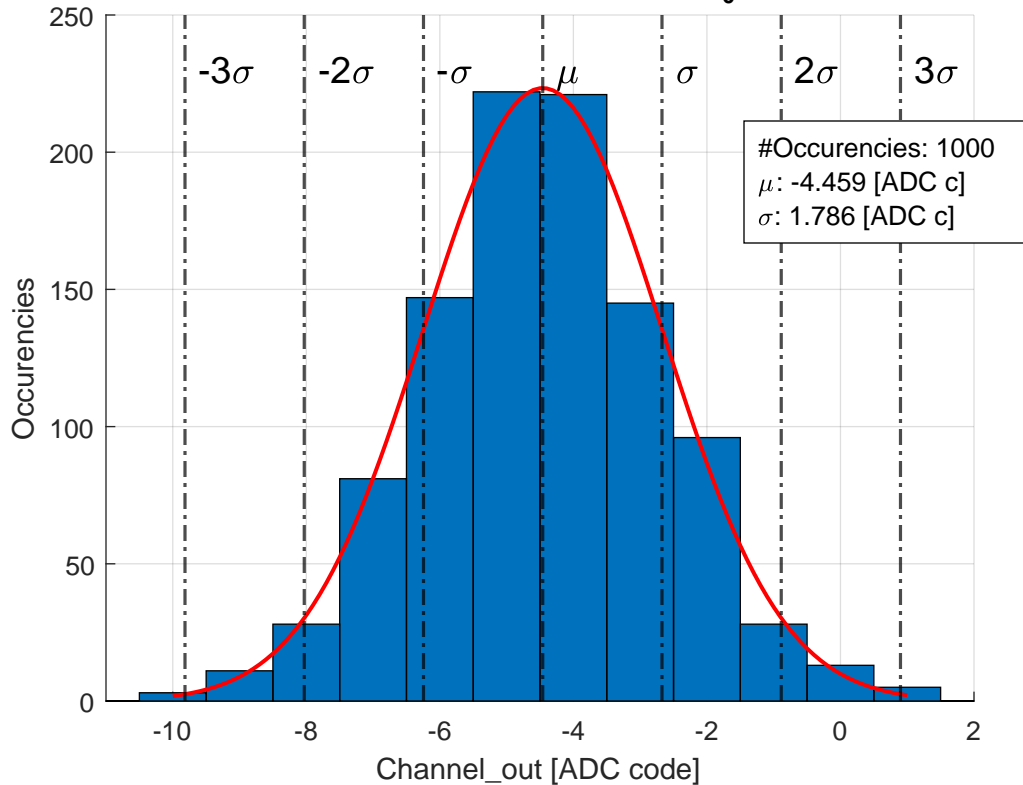 250
200
150
100
50
0
-3σ
-2σ
-σ
μ
σ
2σ
3σ
#Occurencies: 1000
μ: -4.459 [ADC c]
σ: 1.786 [ADC c]
Occurencies
-10
-8
-6
-4
-2
0
2
Channel_out [ADC code]